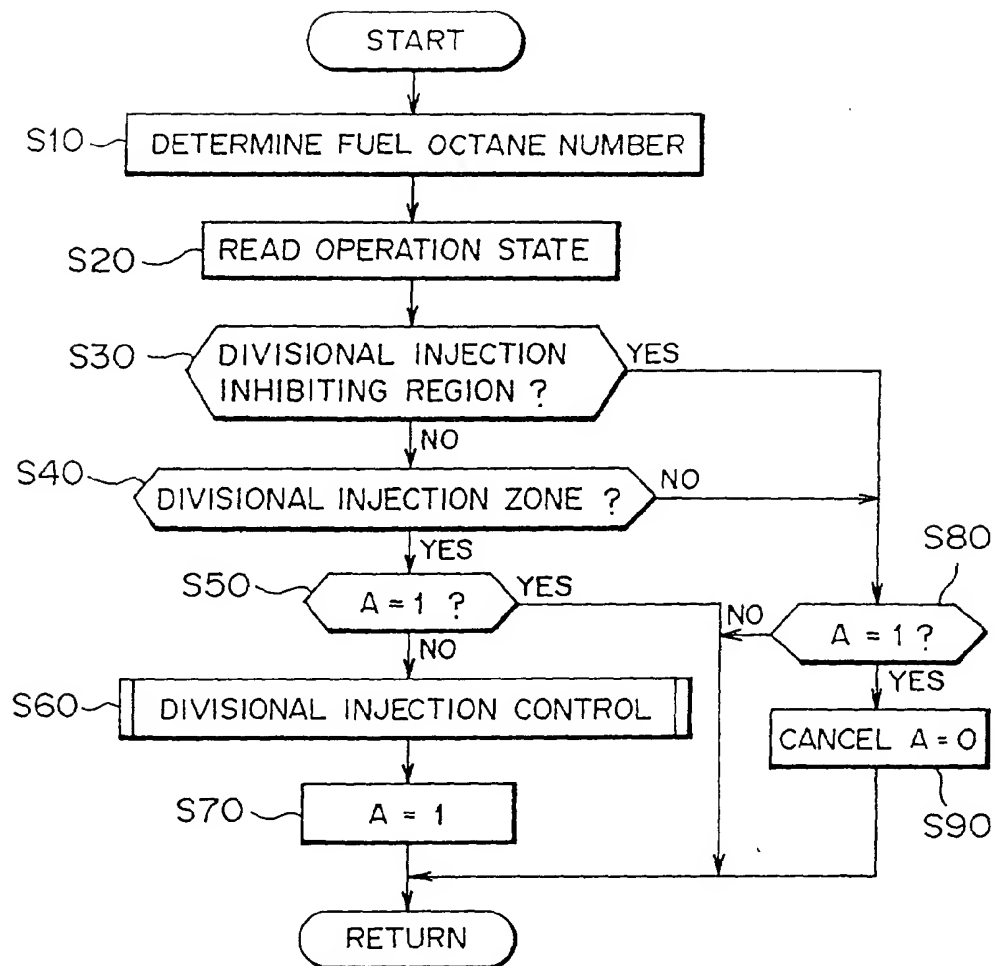 START
S10
DETERMINE FUEL OCTANE NUMBER
S20
READ OPERATION STATE
S30
DIVISIONAL INJECTION
INHIBITING REGION ?
YES
NO
S40
DIVISIONAL INJECTION ZONE ?
NO
YES
S50
A = 1 ?
YES
NO
S80
A = 1 ?
NO
YES
S60
DIVISIONAL INJECTION CONTROL
CANCEL A = 0
S90
S70
A = 1
RETURN